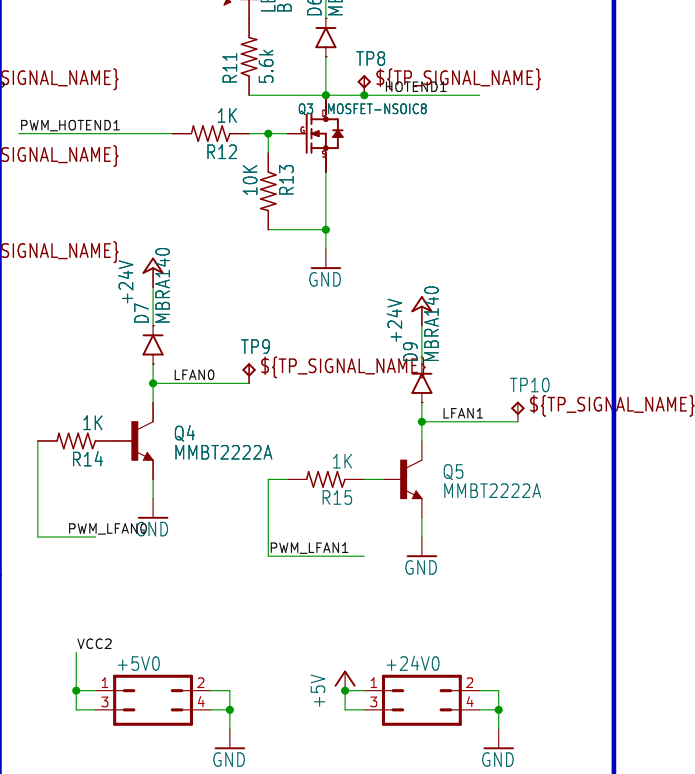 R11
5.6k
D6
TP8
SIGNAL_NAME}
${TP_SIGNAL_NAME}
HOTEND1
Q3 MOSFET-NSOIC8
1K
PWM_HOTEND1
G
R12
SIGNAL_NAME}
S
10K
R13
SIGNAL_NAME}
GND
+24V
D7
MBRA140
+24V
D9
MBRA140
TP9
LFAN0
${TP_SIGNAL_NAME}
TP10
LFAN1
${TP_SIGNAL_NAME}
1K
Q4
R14
MMBT2222A
1K
Q5
R15
MMBT2222A
PWM_LFAN0
GND
PWM_LFAN1
GND
VCC2
+5V0
1 2
3 4
GND
+5V
+24V0
1 2
3 4
GND